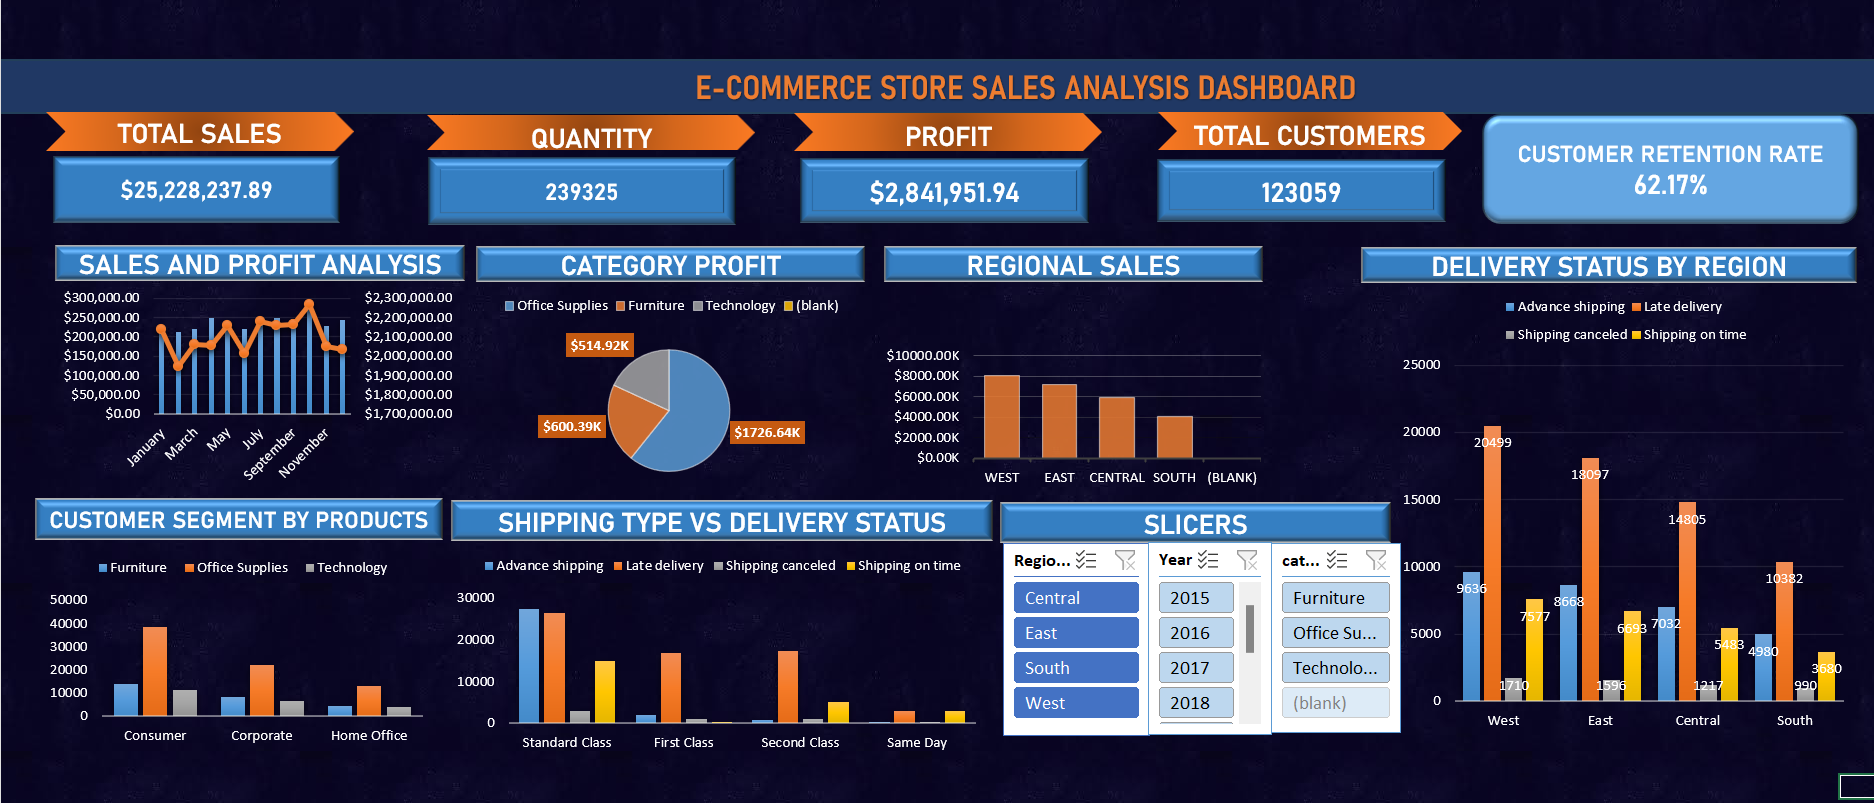 E-COMMERCE STORE SALES ANALYSIS DASHBOARD
TOTAL SALES
$25,228,237.89
QUANTITY
239325
PROFIT
$2,841,951.94
TOTAL CUSTOMERS
123059
CUSTOMER RETENTION RATE
62.17%
SALES AND PROFIT ANALYSIS
$300,000.00
$250,000.00
$200,000.00
$150,000.00
$100,000.00
$50,000.00
$0.00
$2,300,000.00
$2,200,000.00
$2,100,000.00
$2,000,000.00
$1,900,000.00
$1,800,000.00
$1,700,000.00
January
March
May
July
September
November
CATEGORY PROFIT
Office Supplies Furniture Technology (blank)
$514.92K
$600.39K
$1726.64K
REGIONAL SALES
$10000.00K
$8000.00K
$6000.00K
$4000.00K
$2000.00K
$0.00K
WEST EAST CENTRAL SOUTH (BLANK)
DELIVERY STATUS BY REGION
Advance shipping Late delivery
Shipping canceled Shipping on time
25000
20000
15000
10000
5000
0
9636
20499
1710
7577
8668
18097
1596
6693
7032
14805
1217
5483
4980
10382
990
3680
West East Central South
CUSTOMER SEGMENT BY PRODUCTS
Furniture Office Supplies Technology
50000
40000
30000
20000
10000
0
Consumer Corporate Home Office
SHIPPING TYPE VS DELIVERY STATUS
Advance shipping Late delivery Shipping canceled Shipping on time
30000
20000
10000
0
Standard Class First Class Second Class Same Day
SLICERS
Regio...
Central
East
South
West
Year
2015
2016
2017
2018
cat...
Furniture
Office Su...
Technolo...
(blank)